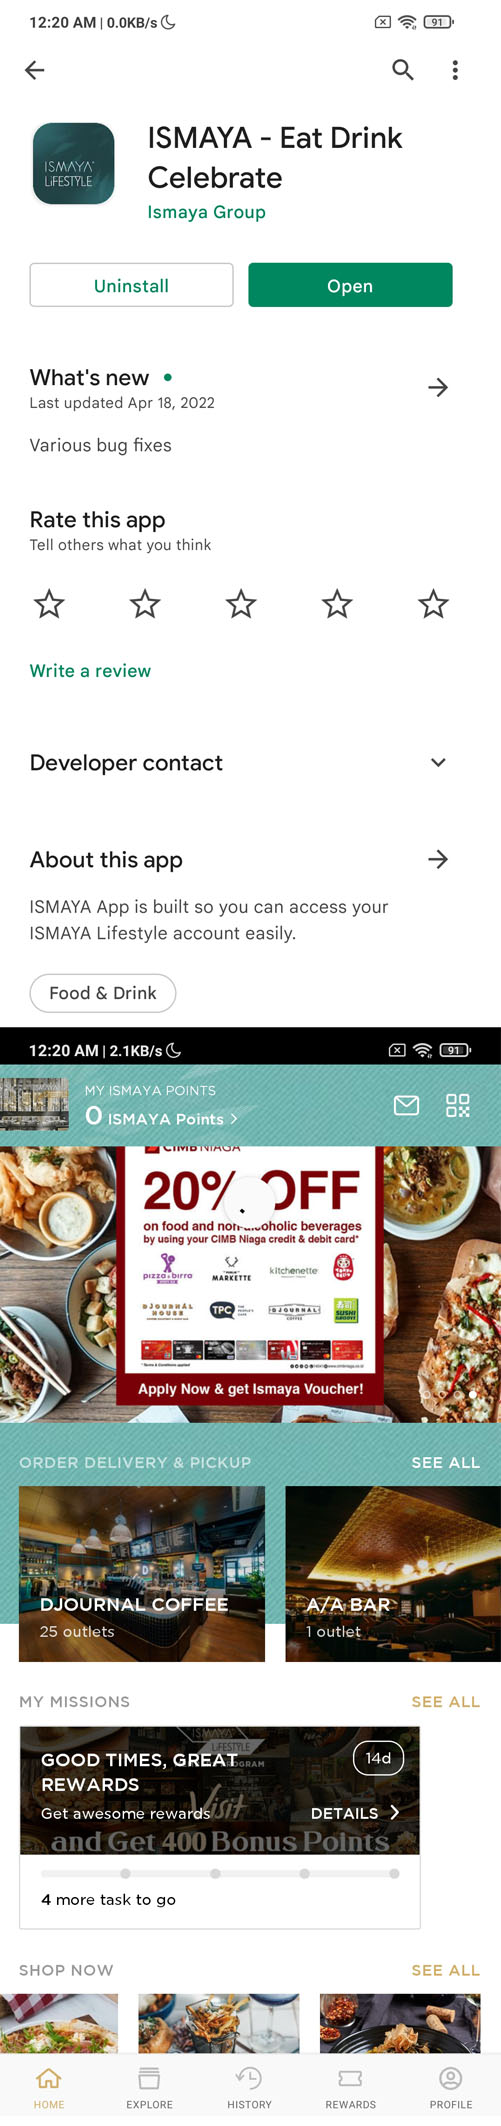 12:20 AM | 0.0KB/s
91
ISMAYA - Eat Drink
Celebrate
ISMAYA
LiFESTYLE
Ismaya Group
Uninstall
Open
What's new
Last updated Apr 18, 2022
Various bug fixes
Rate this app
Tell others what you think
Write a review
Developer contact
About this app
ISMAYA App is built so you can access your
ISMAYA Lifestyle account easily.
Food & Drink
12:20 AM | 2.1KB/s
91
MY ISMAYA POINTS
0 ISMAYA Points >
CIMB NIAGA
20% OFF
on food and non-alcoholic beverages
by using your CIMB Niaga credit & debit card*
pizza e birra
MARKETTE
kitchenette
DJOURNAL
HOUSE
TPC
DJOURNAL
COFFEE
SUSHI
GROOVE
* Terms & Conditions applied
Apply Now & get Ismaya Voucher!
ORDER DELIVERY & PICKUP
SEE ALL
DJOURNAL COFFEE
25 outlets
A/A BAR
1 outlet
MY MISSIONS
SEE ALL
ISMAYA
LIFESTYLE
GOOD TIMES, GREAT
REWARDS
14d
Get awesome rewards
Visit
DETAILS >
and Get 400 Bonus Points
4 more task to go
SHOP NOW
SEE ALL
HOME
EXPLORE
HISTORY
REWARDS
PROFILE